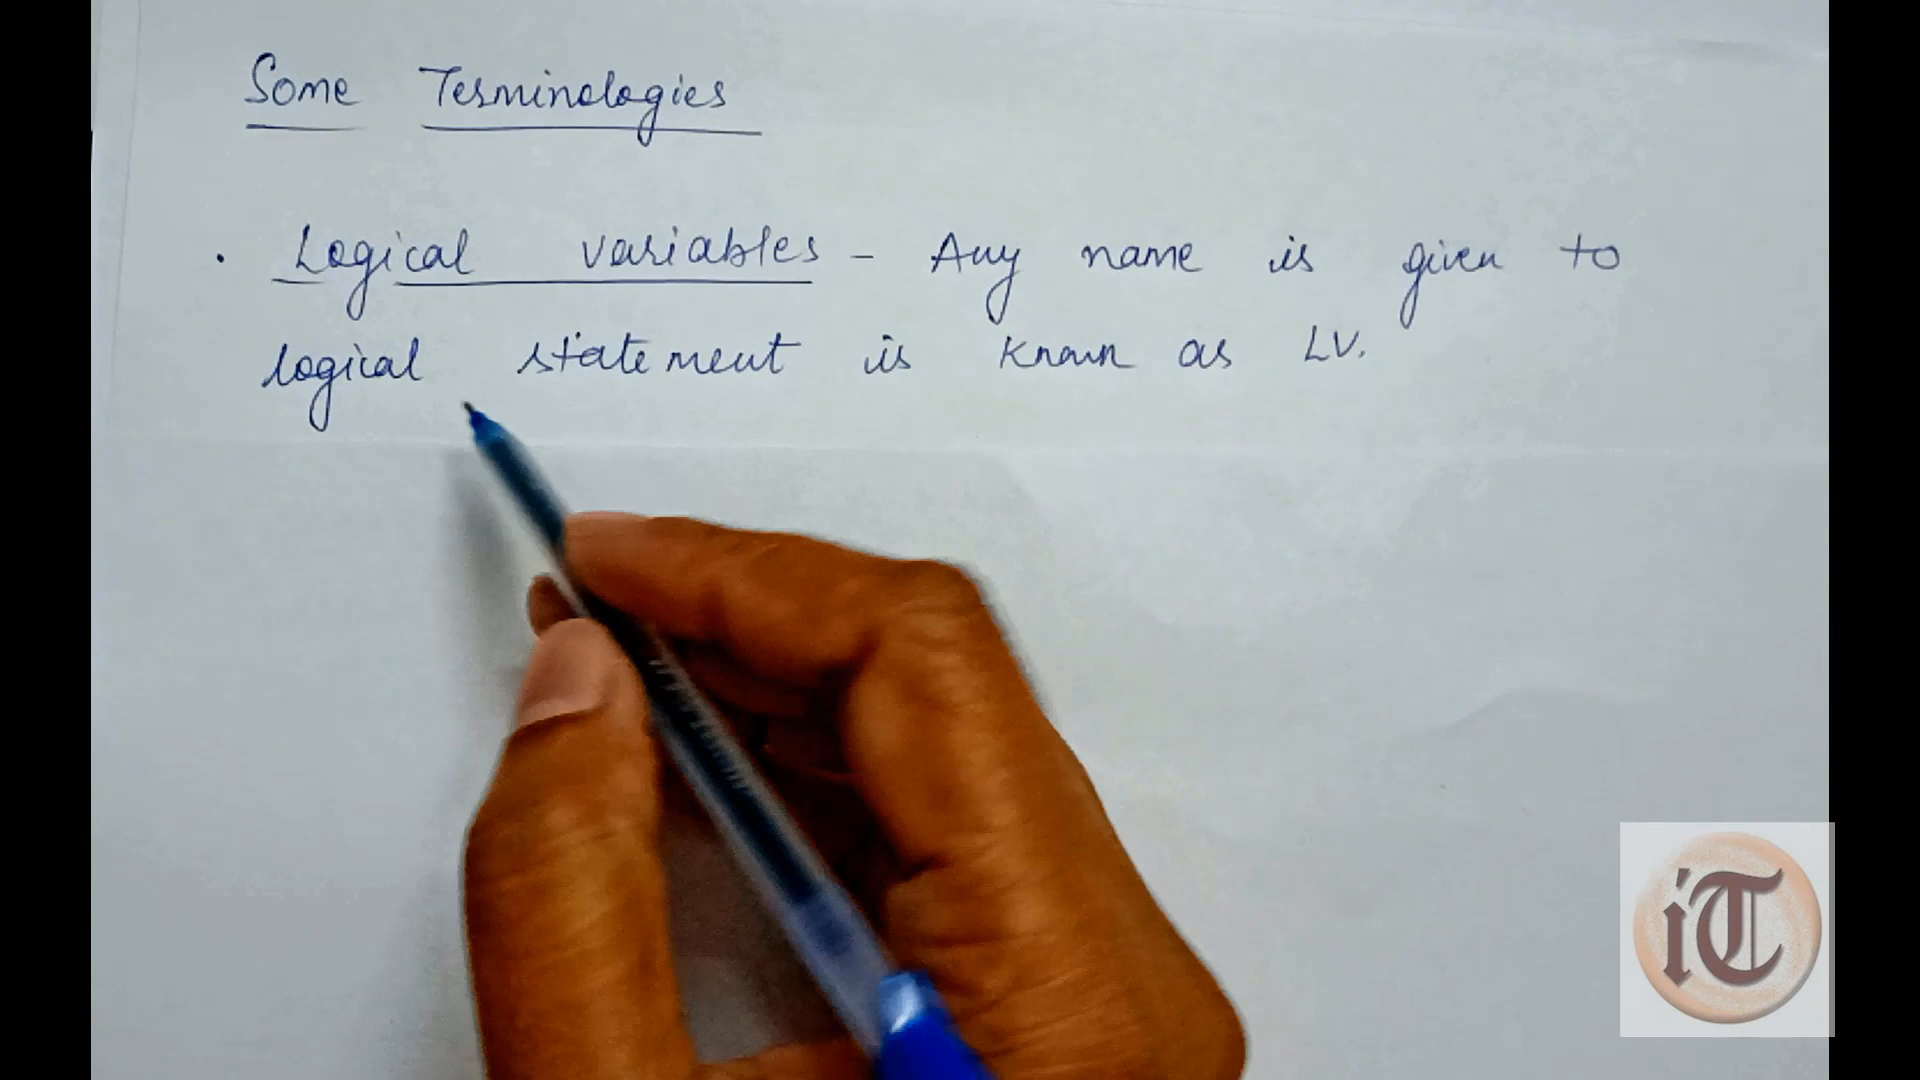 Some Terminologies
· Logical variables - Any name is given to
logical statement is known as LV.
iT